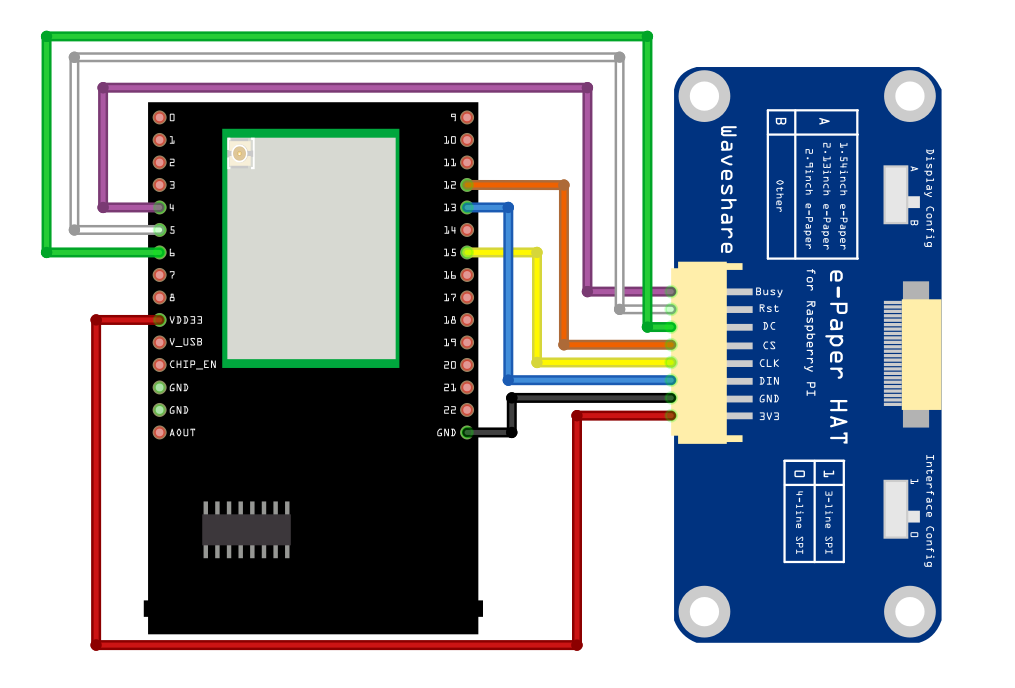 0
1
2
3
4
5
6
7
8
VDD33
V_USB
CHIP_EN
GND
GND
AOUT
9
10
11
12
13
14
15
16
17
18
19
20
21
22
GND
Waveshare
Busy
Rst
DC
CS
CLK
DIN
GND
3V3
e-Paper HAT
for Raspberry PI
A
1.54inch e-Paper
2.13inch e-Paper
2.9inch e-Paper
B
Other
Display Config
A
B
1
3-line SPI
0
4-line SPI
Interface Config
1
0